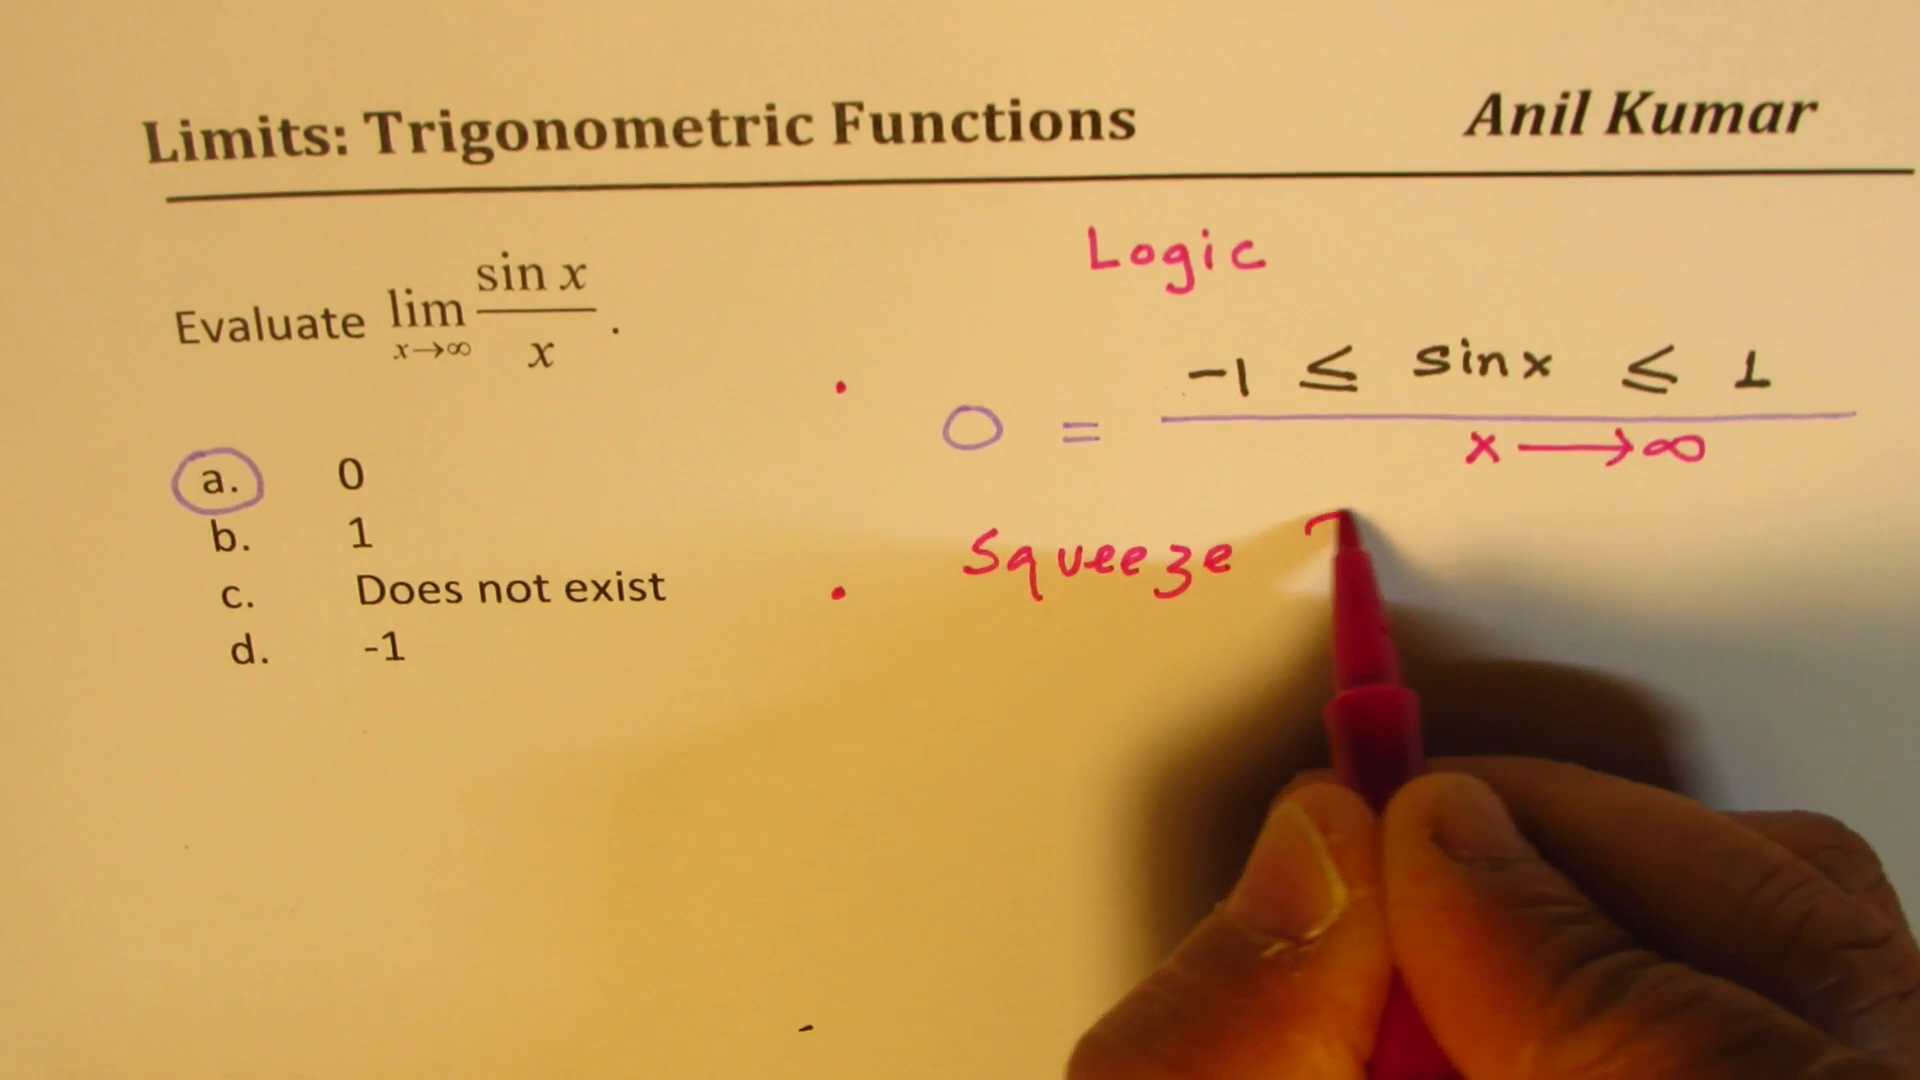 Limits: Trigonometric Functions Anil Kumar
Evaluate lim x→∞ sin x / x .
a. 0
b. 1
c. Does not exist
d. -1
Logic
0 = -1 ≤ sin x ≤ 1
x → ∞
Squeeze